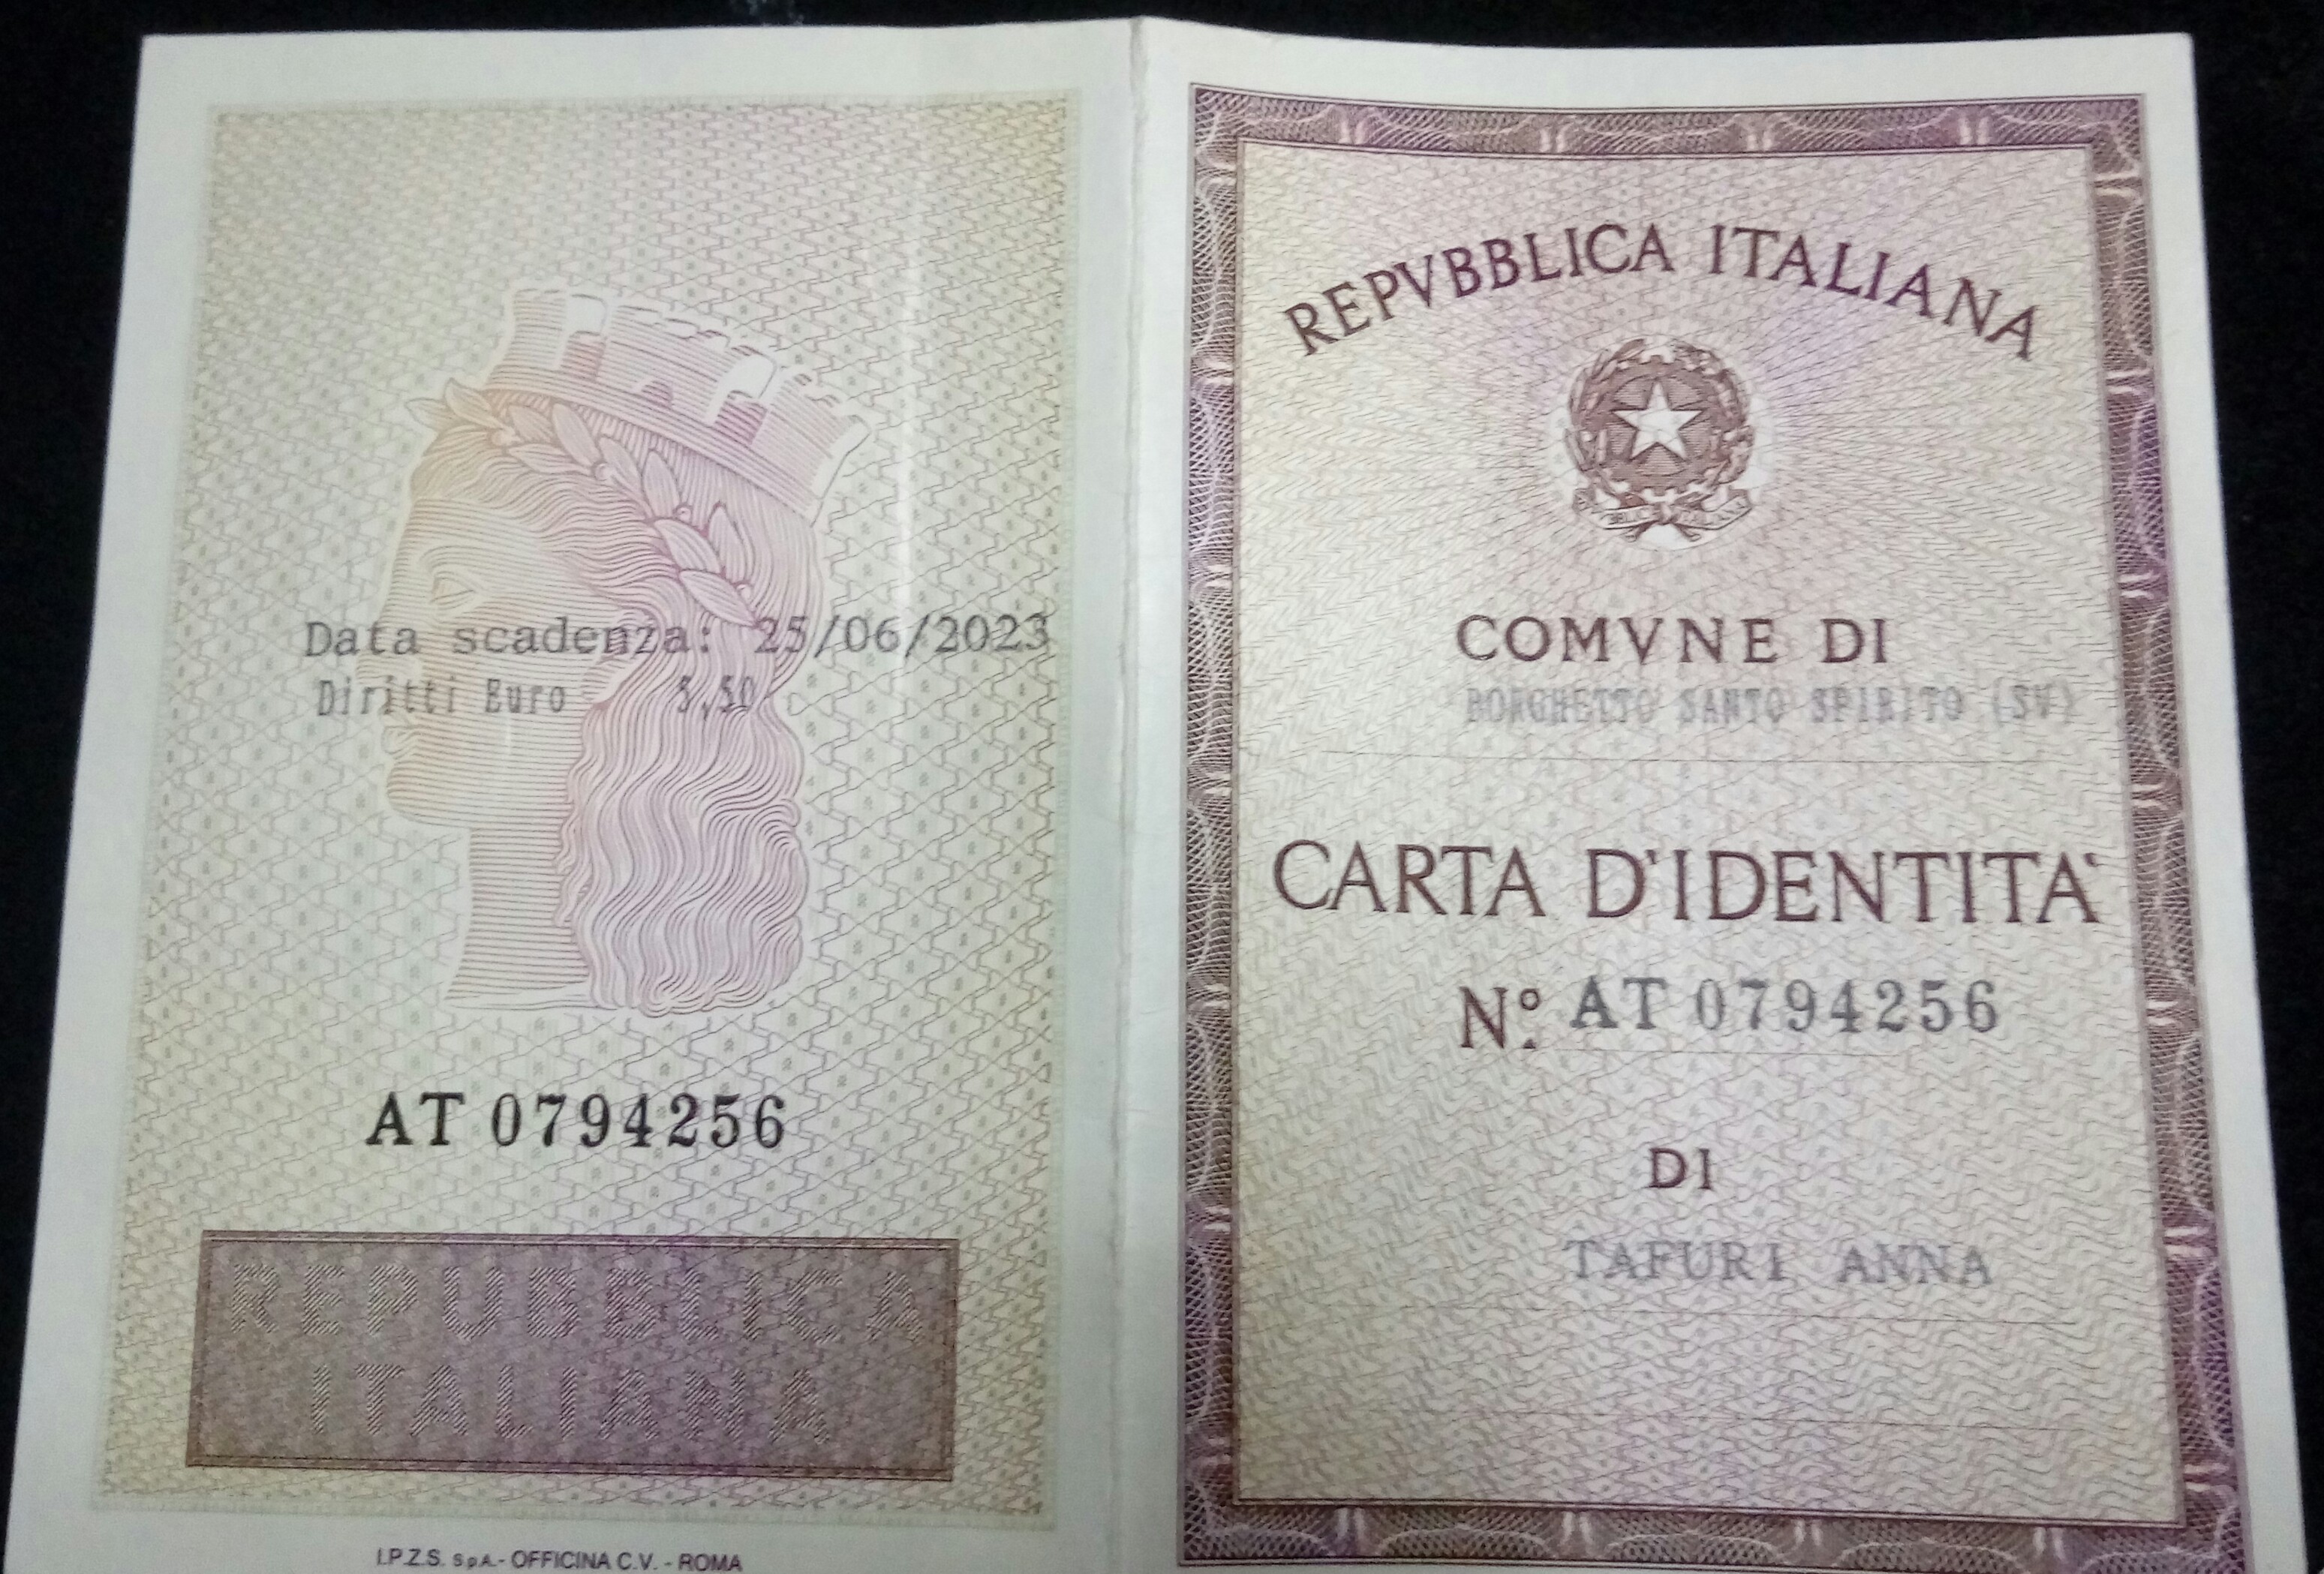 Data scadenza: 25/06/2023
Diritti Euro 5,50
AT 0794256
REPUBBLICA
ITALIANA
I.P.Z.S. S.p.A. - OFFICINA C.V. - ROMA
REPVBBLICA ITALIANA
COMVNE DI
BORGHETTO SANTO SPIRITO (SV)
CARTA D'IDENTITA'
Nº. AT 0794256
DI
TAFURI ANNA